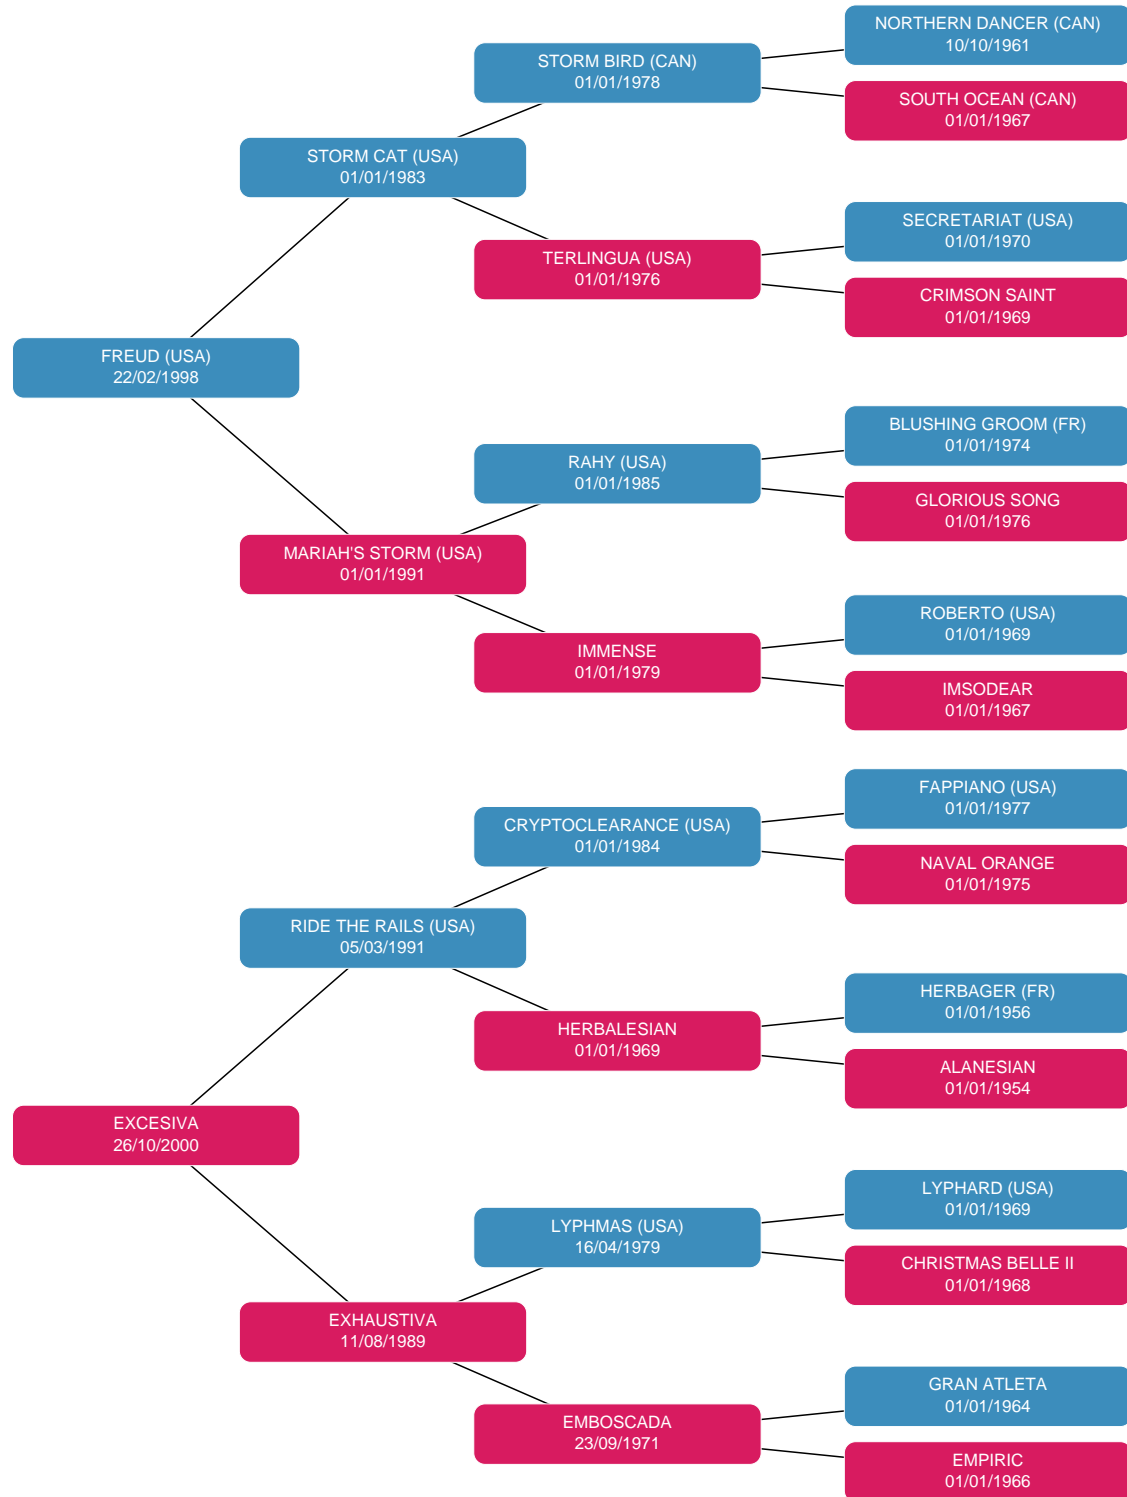 NORTHERN DANCER (CAN)
10/10/1961
STORM BIRD (CAN)
01/01/1978
SOUTH OCEAN (CAN)
01/01/1967
STORM CAT (USA)
01/01/1983
SECRETARIAT (USA)
01/01/1970
TERLINGUA (USA)
01/01/1976
CRIMSON SAINT
01/01/1969
FREUD (USA)
22/02/1998
BLUSHING GROOM (FR)
01/01/1974
RAHY (USA)
01/01/1985
GLORIOUS SONG
01/01/1976
MARIAH'S STORM (USA)
01/01/1991
ROBERTO (USA)
01/01/1969
IMMENSE
01/01/1979
IMSODEAR
01/01/1967
FAPPIANO (USA)
01/01/1977
CRYPTOCLEARANCE (USA)
01/01/1984
NAVAL ORANGE
01/01/1975
RIDE THE RAILS (USA)
05/03/1991
HERBAGER (FR)
01/01/1956
HERBALESIAN
01/01/1969
ALANESIAN
01/01/1954
EXCESIVA
26/10/2000
LYPHARD (USA)
01/01/1969
LYPHMAS (USA)
16/04/1979
CHRISTMAS BELLE II
01/01/1968
EXHAUSTIVA
11/08/1989
GRAN ATLETA
01/01/1964
EMBOSCADA
23/09/1971
EMPIRIC
01/01/1966